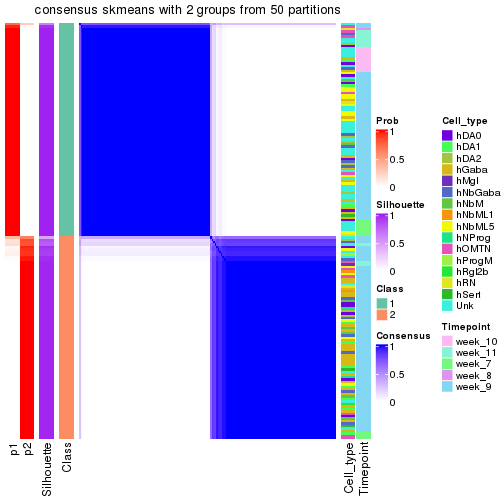 consensus skmeans with 2 groups from 50 partitions
p1
p2
Silhouette
Class
Cell_type
Timepoint
Prob
1
0.5
0
Silhouette
1
0.5
0
Class
1
2
Consensus
1
0.5
0
Cell_type
hDA0
hDA1
hDA2
hGaba
hMgl
hNbGaba
hNbM
hNbML1
hNbML5
hNProg
hOMTN
hProgM
hRgl2b
hRN
hSert
Unk
Timepoint
week_10
week_11
week_7
week_8
week_9